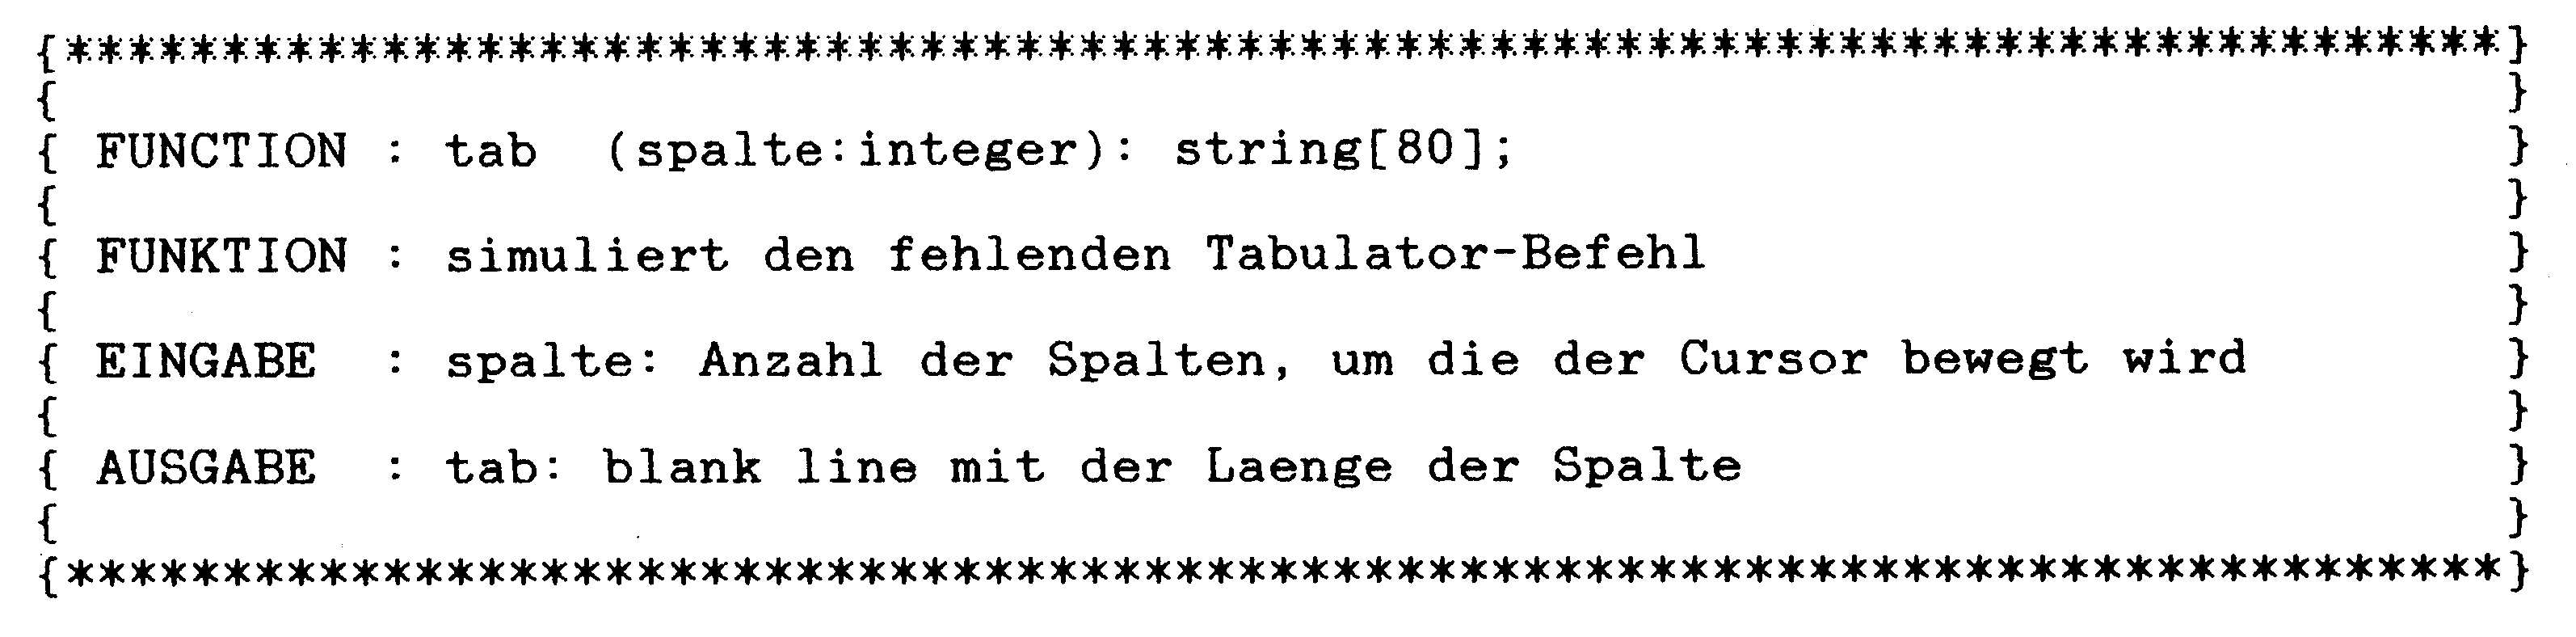 {*****************************************************************************}
{                                                                             }
{ FUNCTION : tab  (spalte:integer): string[80];                               }
{                                                                             }
{ FUNKTION : simuliert den fehlenden Tabulator-Befehl                         }
{                                                                             }
{ EINGABE  : spalte: Anzahl der Spalten, um die der Cursor bewegt wird        }
{                                                                             }
{ AUSGABE  : tab: blank line mit der Laenge der Spalte                        }
{                                                                             }
{*****************************************************************************}